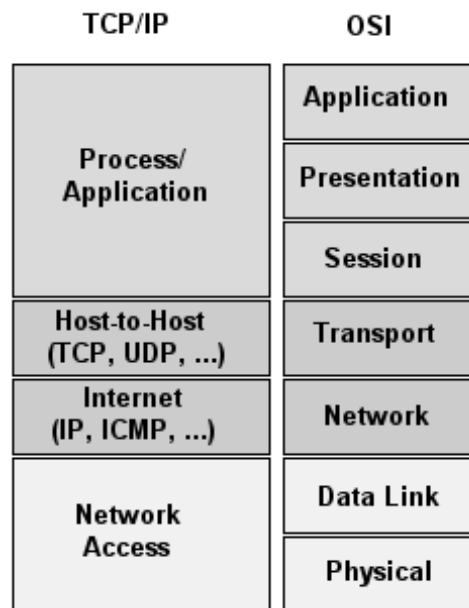 TCP/IP
OSI
Process/
Application
Application
Presentation
Session
Host-to-Host
(TCP, UDP, ...)
Transport
Internet
(IP, ICMP, ...)
Network
Network
Access
Data Link
Physical